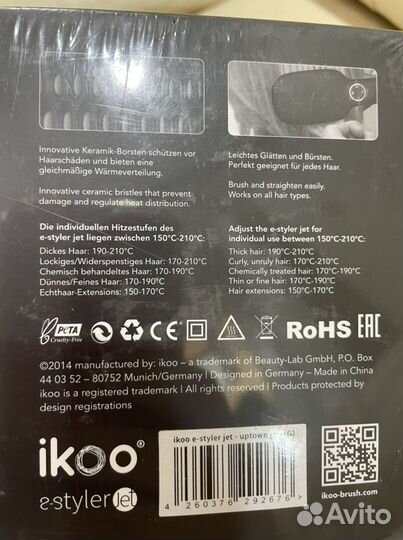 Innovative Keramik-Borsten schützen vor
Haarschäden und bieten eine
gleichmäßige Wärmeverteilung.
Innovative ceramic bristles that prevent
damage and regulate heat distribution.
Leichtes Glätten und Bürsten.
Perfekt geeignet für jedes Haar.
Brush and straighten easily.
Works on all hair types.
Die individuellen Hitzestufen des
e-styler jet liegen zwischen 150°C-210°C:
Dickes Haar: 190-210°C
Lockiges/Widerspenstiges Haar: 170-210°C
Chemisch behandeltes Haar: 170-190°C
Dünnes/Feines Haar: 170-190°C
Echthaar-Extensions: 150-170°C
Adjust the e-styler jet for
individual use between 150°C-210°C:
Thick hair: 190°C-210°C
Curly, unruly hair: 170°C-210°C
Chemically treated hair: 170°C-190°C
Thin or fine hair: 170°C-190°C
Hair extensions: 150°C-170°C
PETA
Cruelty-Free
CE
RoHS
EAC
©2014 manufactured by: ikoo – a trademark of Beauty-Lab GmbH, P.O. Box
44 03 52 – 80752 Munich/Germany | Designed in Germany – Made in China
ikoo is a registered trademark | All rights reserved | Products protected by
design registrations
ikoo®
e-styler jet
ikoo e-styler jet - uptown (G)
4 260376 292676 >
ikoo-brush.com
Avito